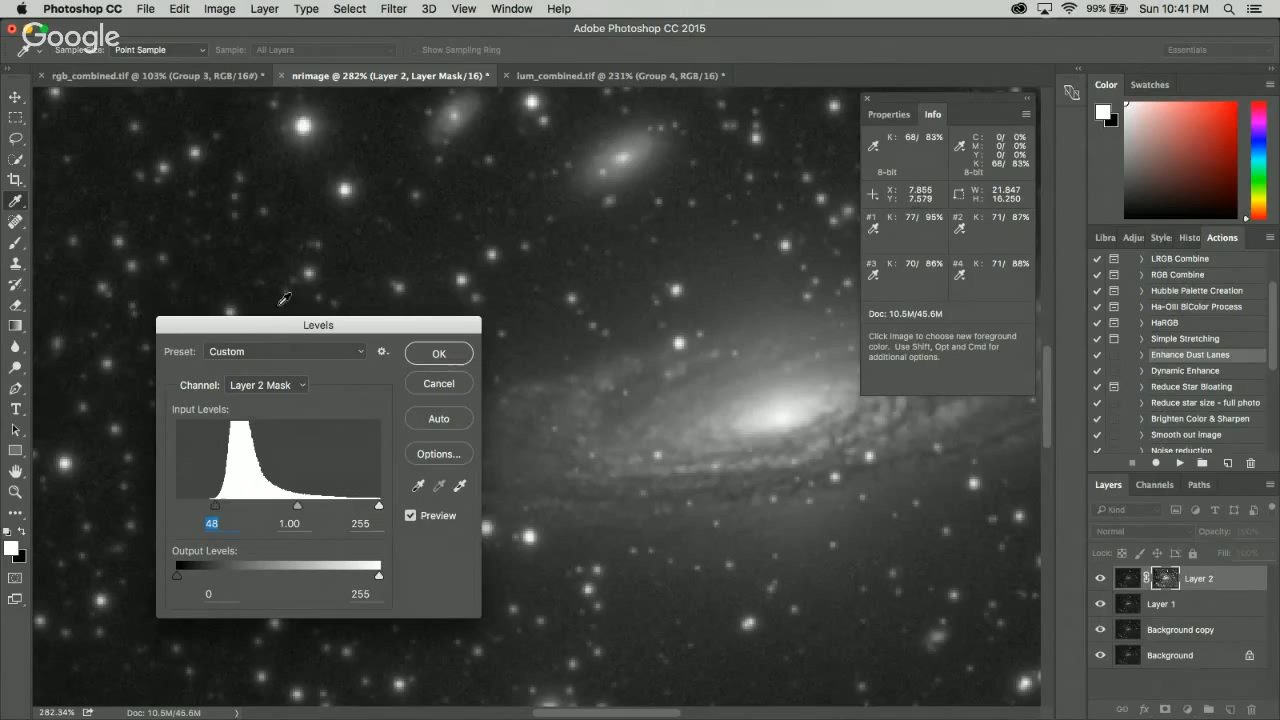 Photoshop CC File Edit Image Layer Type Select Filter 3D View Window Help 99% Sun 10:41 PM
Adobe Photoshop CC 2015
Google
Sample Size: Point Sample Sample: All Layers Show Sampling Ring Essentials
rgb_combined.tif @ 103% (Group 3, RGB/16#) *
nrimage @ 282% (Layer 2, Layer Mask/16) *
lum_combined.tif @ 231% (Group 4, RGB/16) *
Properties Info
K: 68/ 83%
8-bit
C: 0/ 0%
M: 0/ 0%
Y: 0/ 0%
K: 68/ 83%
8-bit
X: 7.855
Y: 7.579
W: 21.847
H: 16.250
#1 K: 77/ 95%
#2 K: 71/ 87%
#3 K: 70/ 86%
#4 K: 71/ 88%
Doc: 10.5M/45.6M
Click image to choose new foreground
color. Use Shift, Opt and Cmd for
additional options.
Levels
Preset: Custom
OK
Channel: Layer 2 Mask
Cancel
Input Levels:
Auto
Options...
48 1.00 255
Preview
Output Levels:
0 255
Color Swatches
Libra Adju Style Histo Actions
LRGB Combine
RGB Combine
Hubble Palette Creation
Ha-OIII BiColor Process
HaRGB
Simple Stretching
Enhance Dust Lanes
Dynamic Enhance
Reduce Star Bloating
Reduce star size - full photo
Brighten Color & Sharpen
Smooth out Image
Noise reduction
Layers Channels Paths
Kind
Normal Opacity: 100%
Lock: Fill: 100%
Layer 2
Layer 1
Background copy
Background
282.34% Doc: 10.5M/45.6M